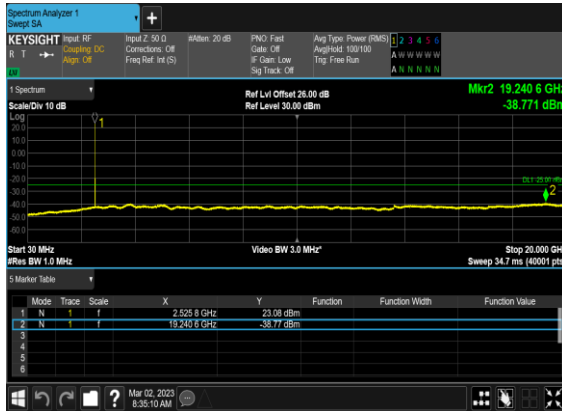 Spectrum Analyzer 1
Swept SA
+
KEYSIGHT Input: RF Input Z: 50 Ω #Atten: 20 dB PNO: Fast Avg Type: Power (RMS) 1 2 3 4 5 6
R T Coupling: DC Corrections: Off Gate: Off Avg|Hold: 100/100 A W W W W W
Align: Off Freq Ref: Int (S) IF Gain: Low Trig: Free Run
LXI Sig Track: Off A N N N N N
1 Spectrum
Ref Lvl Offset 26.00 dB Mkr2 19.240 6 GHz
Scale/Div 10 dB Ref Level 30.00 dBm -38.771 dBm
Log
1
20.0
10.0
0.00
-10.0
-20.0
DL1 -25.00 dBm
-30.0
2
-40.0
-50.0
-60.0
Start 30 MHz Video BW 3.0 MHz* Stop 20.000 GHz
#Res BW 1.0 MHz Sweep 34.7 ms (40001 pts)
5 Marker Table
Mode Trace Scale X Y Function Function Width Function Value
1 N 1 f 2.525 8 GHz 23.08 dBm
2 N 1 f 19.240 6 GHz -38.77 dBm
3
4
5
6
? Mar 02, 2023
8:35:10 AM